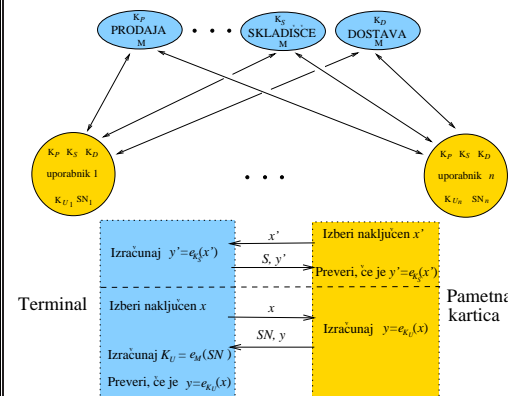 K_P K_S K_D
PRODAJA • • • SKLADIŠČE DOSTAVA
M M M
K_P K_S K_D K_P K_S K_D
uporabnik 1 • • • uporabnik n
K_U1 SN_1 K_Un SN_n
x' Izberi naključen x'
Izračunaj y'=e_KS(x')
S, y' Preveri, če je y'=e_KS(x')
Terminal Pametna kartica
Izberi naključen x
x
Izračunaj y=e_KU(x)
SN, y
Izračunaj K_U = e_M(SN)
Preveri, če je y=e_KU(x)